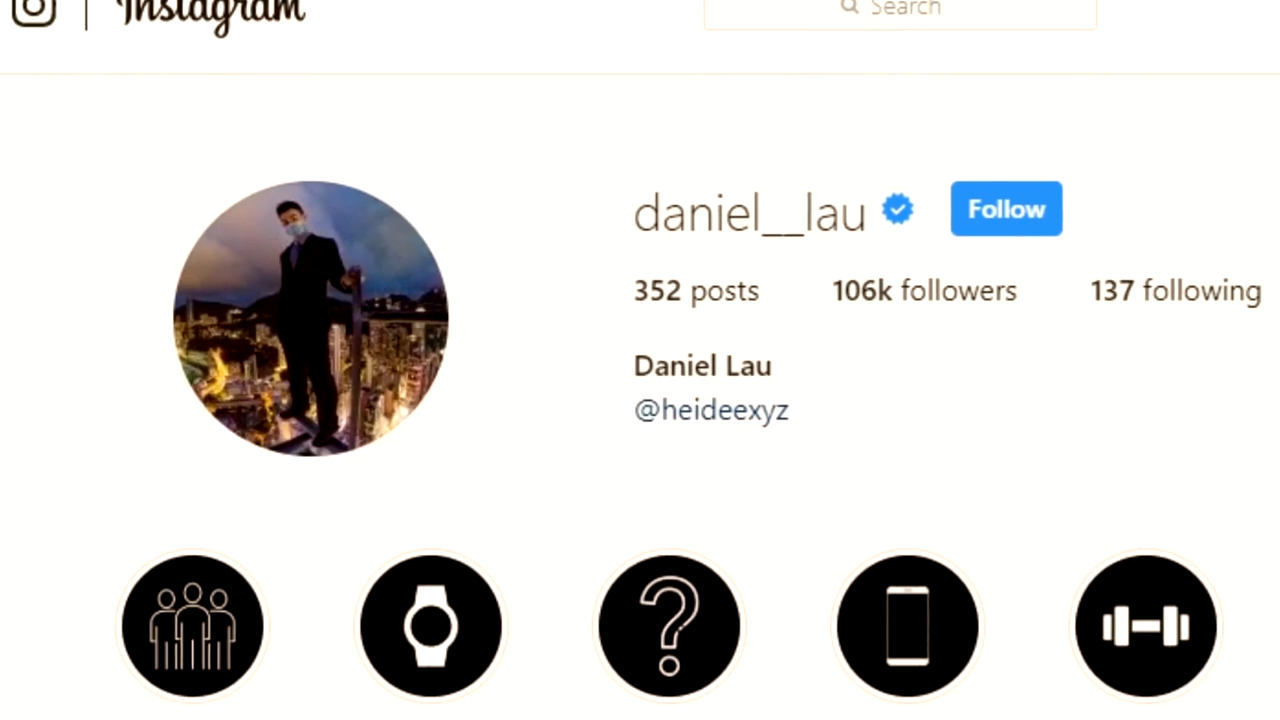 Instagram
Search
daniel__lau Follow
352 posts 106k followers 137 following
Daniel Lau
@heideexyz